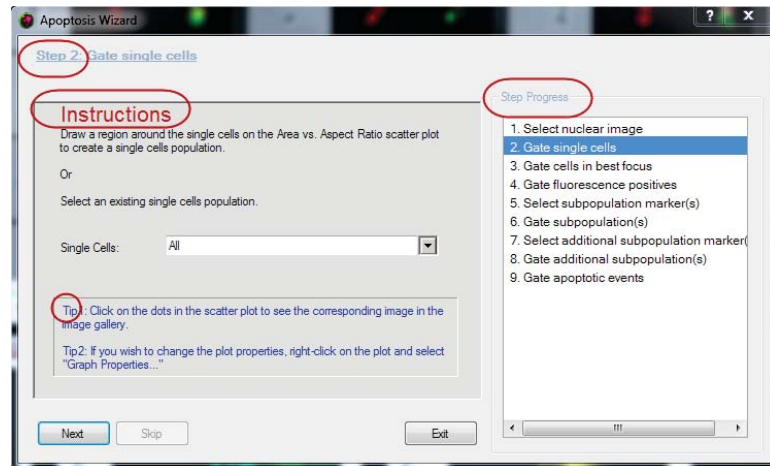 Apoptosis Wizard
? X
Step 2: Gate single cells
Instructions
Draw a region around the single cells on the Area vs. Aspect Ratio scatter plot
to create a single cells population.
Or
Select an existing single cells population.
Single Cells: All
Tip1: Click on the dots in the scatter plot to see the corresponding image in the
image gallery.
Tip2: If you wish to change the plot properties, right-click on the plot and select
"Graph Properties..."
Next Skip Exit
Step Progress
1. Select nuclear image
2. Gate single cells
3. Gate cells in best focus
4. Gate fluorescence positives
5. Select subpopulation marker(s)
6. Gate subpopulation(s)
7. Select additional subpopulation marker(
8. Gate additional subpopulation(s)
9. Gate apoptotic events